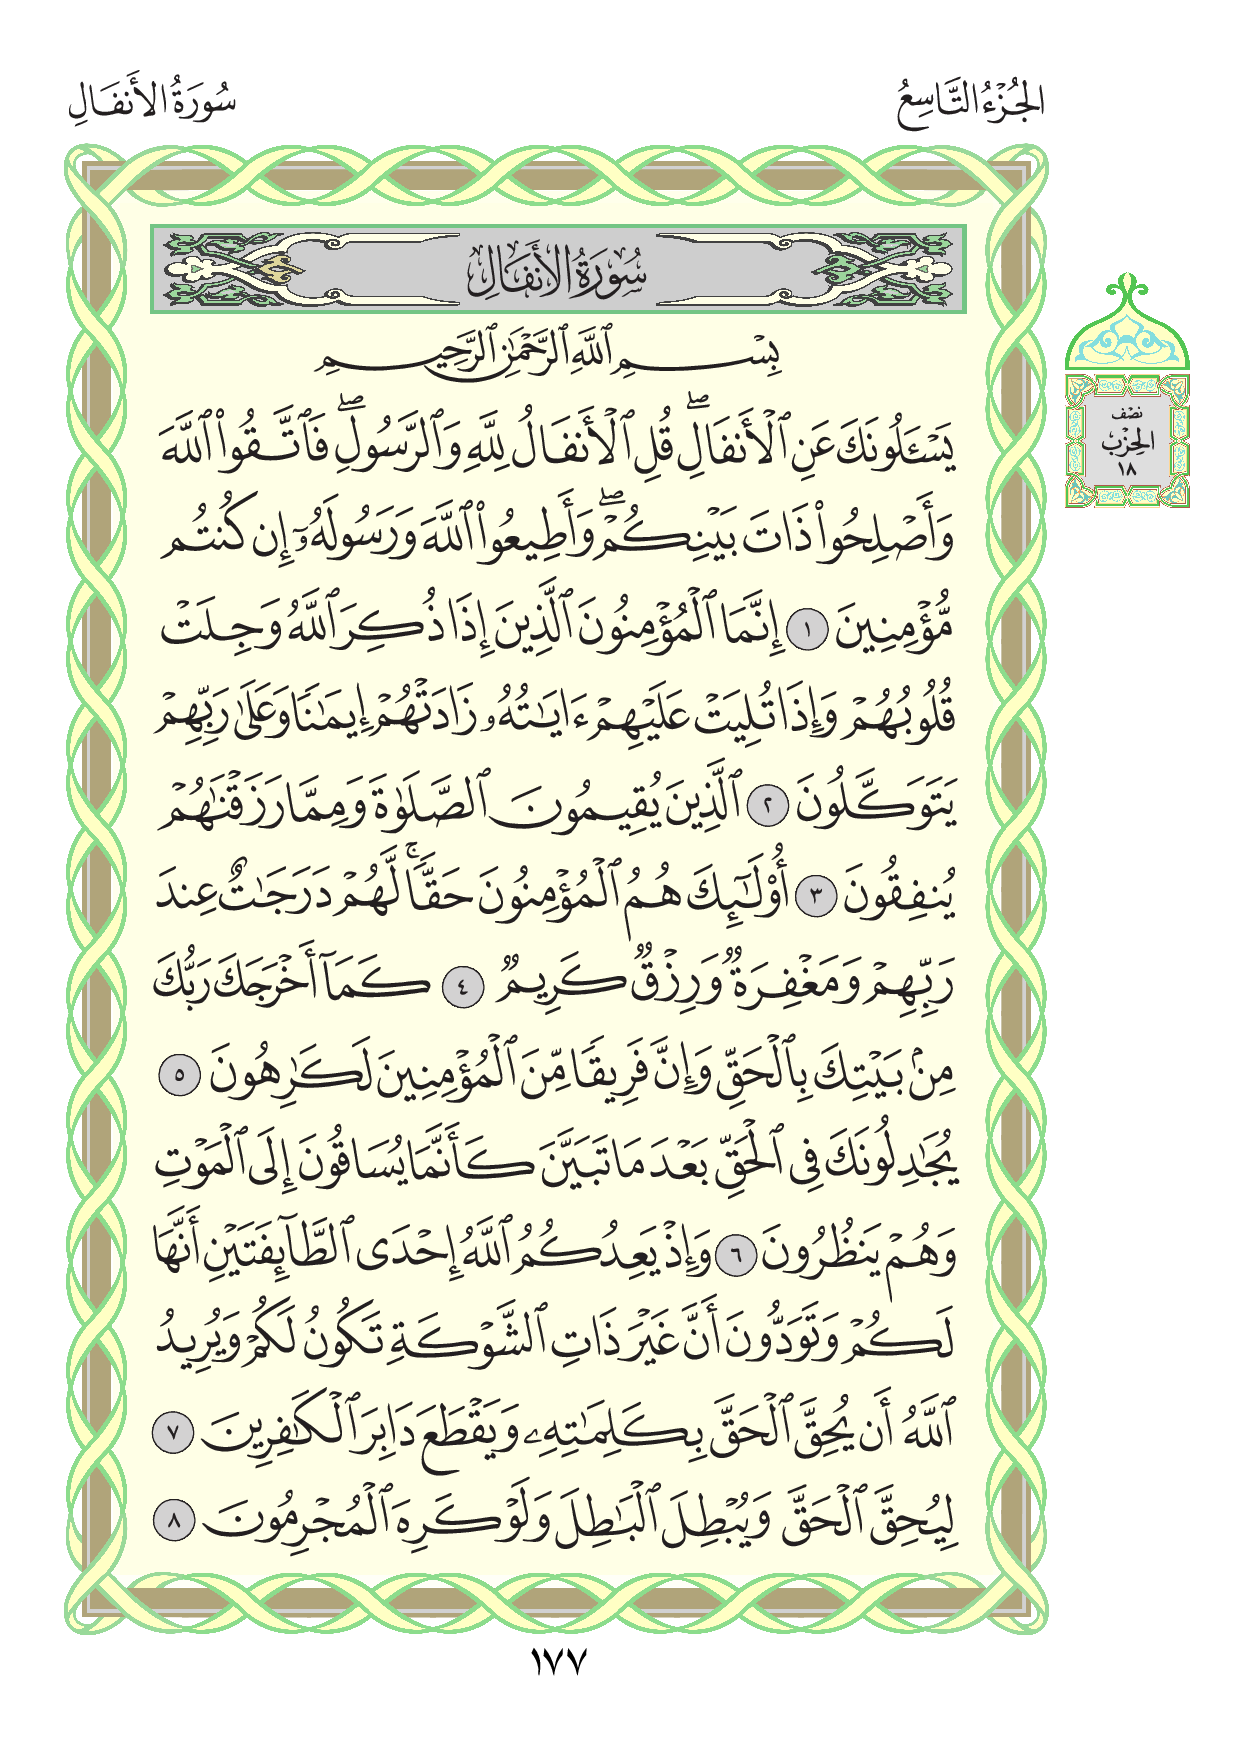 الجُزْءُ التَّاسِعُ
سُورَةُ الأَنفَالِ
سُورَةُ الأَنفَالِ
بِسْمِ ٱللَّهِ ٱلرَّحْمَٰنِ ٱلرَّحِيمِ
نصف
الحِزْب
١٨
يَسْـَٔلُونَكَ عَنِ ٱلْأَنفَالِ ۖ قُلِ ٱلْأَنفَالُ لِلَّهِ وَٱلرَّسُولِ ۖ فَٱتَّقُوا۟ ٱللَّهَ
وَأَصْلِحُوا۟ ذَاتَ بَيْنِكُمْ ۖ وَأَطِيعُوا۟ ٱللَّهَ وَرَسُولَهُۥٓ إِن كُنتُم
مُّؤْمِنِينَ ١ إِنَّمَا ٱلْمُؤْمِنُونَ ٱلَّذِينَ إِذَا ذُكِرَ ٱللَّهُ وَجِلَتْ
قُلُوبُهُمْ وَإِذَا تُلِيَتْ عَلَيْهِمْ ءَايَٰتُهُۥ زَادَتْهُمْ إِيمَٰنًا وَعَلَىٰ رَبِّهِمْ
يَتَوَكَّلُونَ ٢ ٱلَّذِينَ يُقِيمُونَ ٱلصَّلَوٰةَ وَمِمَّا رَزَقْنَٰهُمْ
يُنفِقُونَ ٣ أُو۟لَٰٓئِكَ هُمُ ٱلْمُؤْمِنُونَ حَقًّا ۚ لَّهُمْ دَرَجَٰتٌ عِندَ
رَبِّهِمْ وَمَغْفِرَةٌ وَرِزْقٌ كَرِيمٌ ٤ كَمَآ أَخْرَجَكَ رَبُّكَ
مِنۢ بَيْتِكَ بِٱلْحَقِّ وَإِنَّ فَرِيقًا مِّنَ ٱلْمُؤْمِنِينَ لَكَٰرِهُونَ ٥
يُجَٰدِلُونَكَ فِى ٱلْحَقِّ بَعْدَ مَا تَبَيَّنَ كَأَنَّمَا يُسَاقُونَ إِلَى ٱلْمَوْتِ
وَهُمْ يَنظُرُونَ ٦ وَإِذْ يَعِدُكُمُ ٱللَّهُ إِحْدَى ٱلطَّآئِفَتَيْنِ أَنَّهَا
لَكُمْ وَتَوَدُّونَ أَنَّ غَيْرَ ذَاتِ ٱلشَّوْكَةِ تَكُونُ لَكُمْ وَيُرِيدُ
ٱللَّهُ أَن يُحِقَّ ٱلْحَقَّ بِكَلِمَٰتِهِۦ وَيَقْطَعَ دَابِرَ ٱلْكَٰفِرِينَ ٧
لِيُحِقَّ ٱلْحَقَّ وَيُبْطِلَ ٱلْبَٰطِلَ وَلَوْ كَرِهَ ٱلْمُجْرِمُونَ ٨
١٧٧